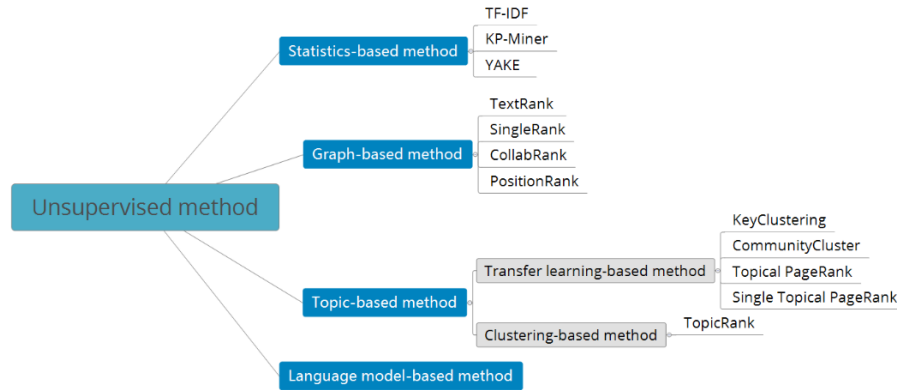 Unsupervised method
Statistics-based method
TF-IDF
KP-Miner
YAKE
Graph-based method
TextRank
SingleRank
CollabRank
PositionRank
Topic-based method
Transfer learning-based method
KeyClustering
CommunityCluster
Topical PageRank
Single Topical PageRank
Clustering-based method
TopicRank
Language model-based method